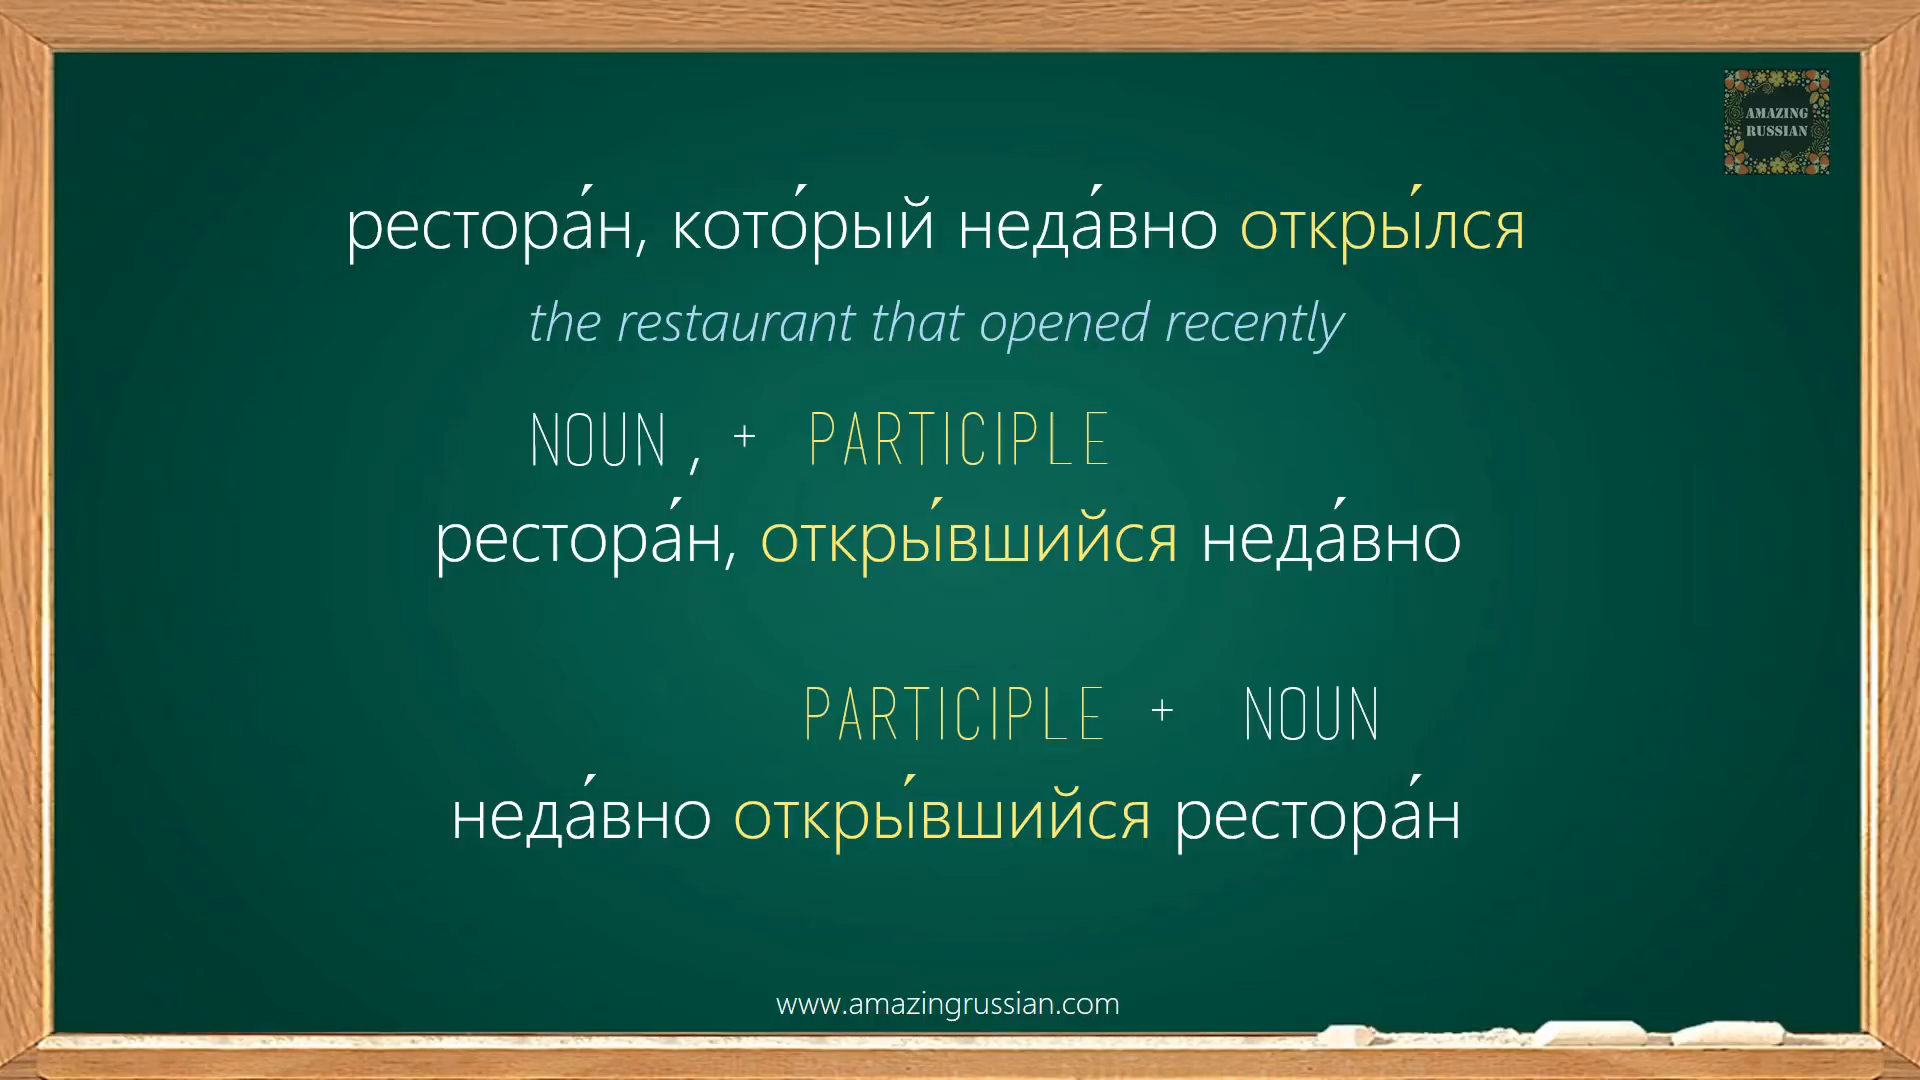 AMAZING
RUSSIAN
рестора́н, кото́рый неда́вно откры́лся
the restaurant that opened recently
NOUN , + PARTICIPLE
рестора́н, откры́вшийся неда́вно
PARTICIPLE + NOUN
неда́вно откры́вшийся рестора́н
www.amazingrussian.com